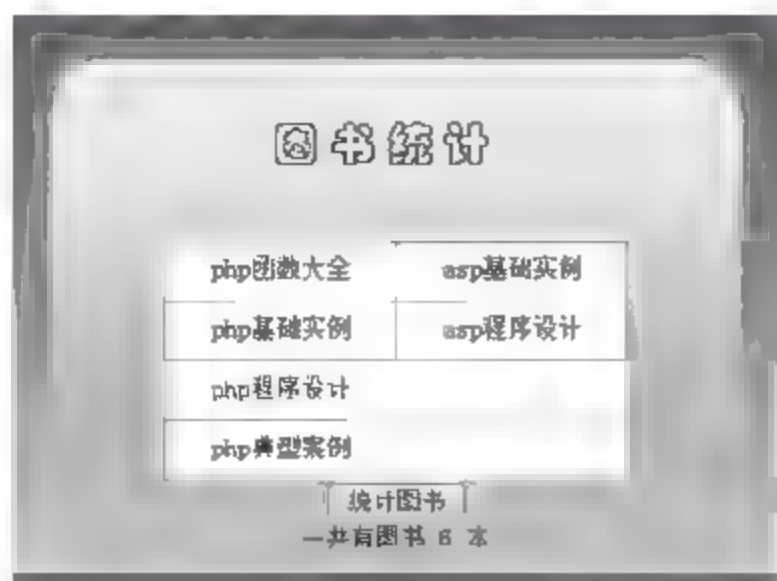 图书统计
php函数大全 asp基础实例
php基础实例 asp程序设计
php程序设计
php典型案例
统计图书
一共有图书 6 本